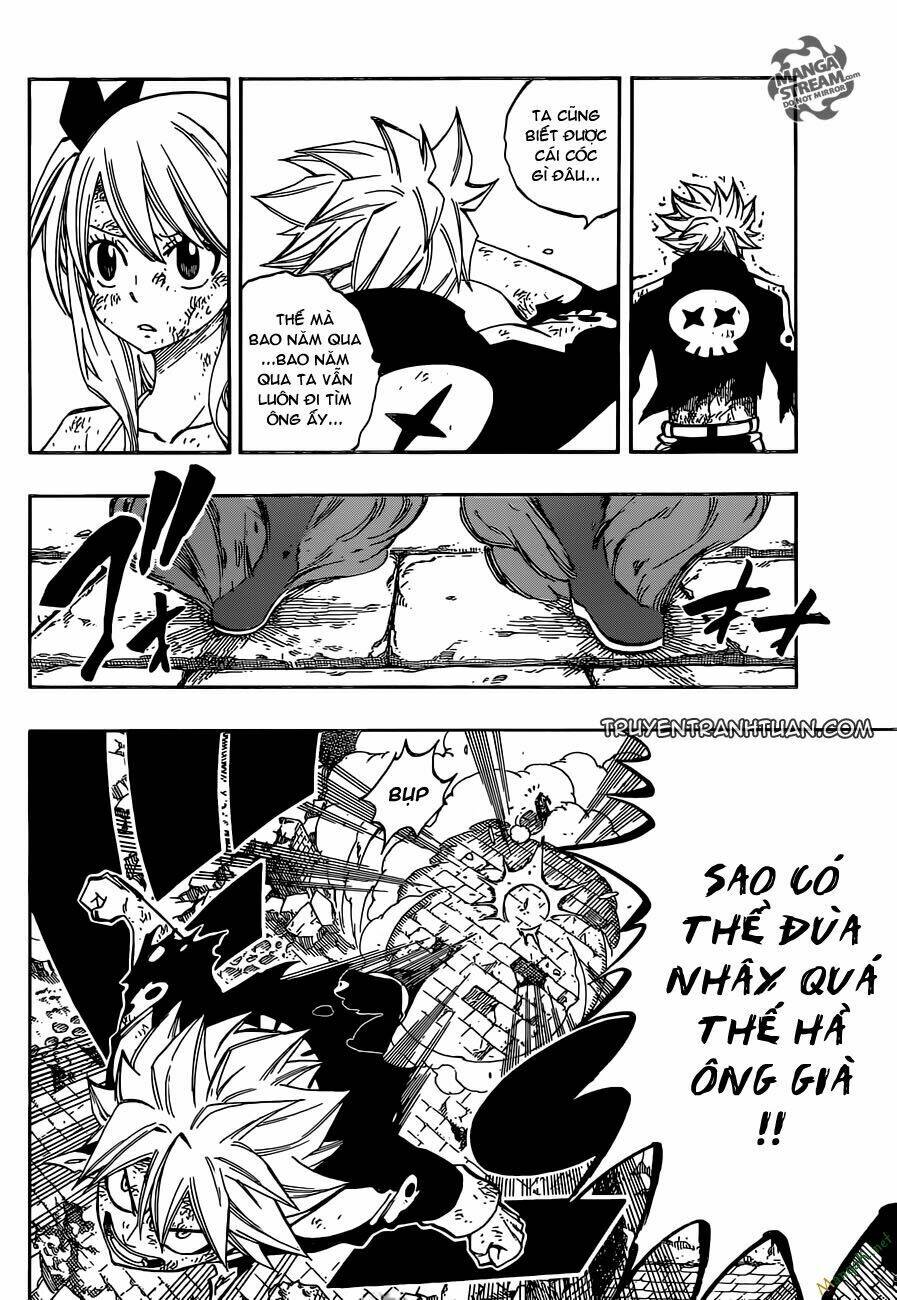 MANGA
STREAM.com
DO NOT MIRROR
TA CŨNG
BIẾT ĐƯỢC
CÁI CÓC
GÌ ĐÂU...
THẾ MÀ
BAO NĂM QUA
...BAO NĂM
QUA TA VẪN
LUÔN ĐI TÌM
ÔNG ẤY...
TRUYENTRANHTUAN.COM
BỤP
SAO CÓ
THỂ ĐÙA
NHÂY QUÁ
THẾ HẢ
ÔNG GIÀ
!!